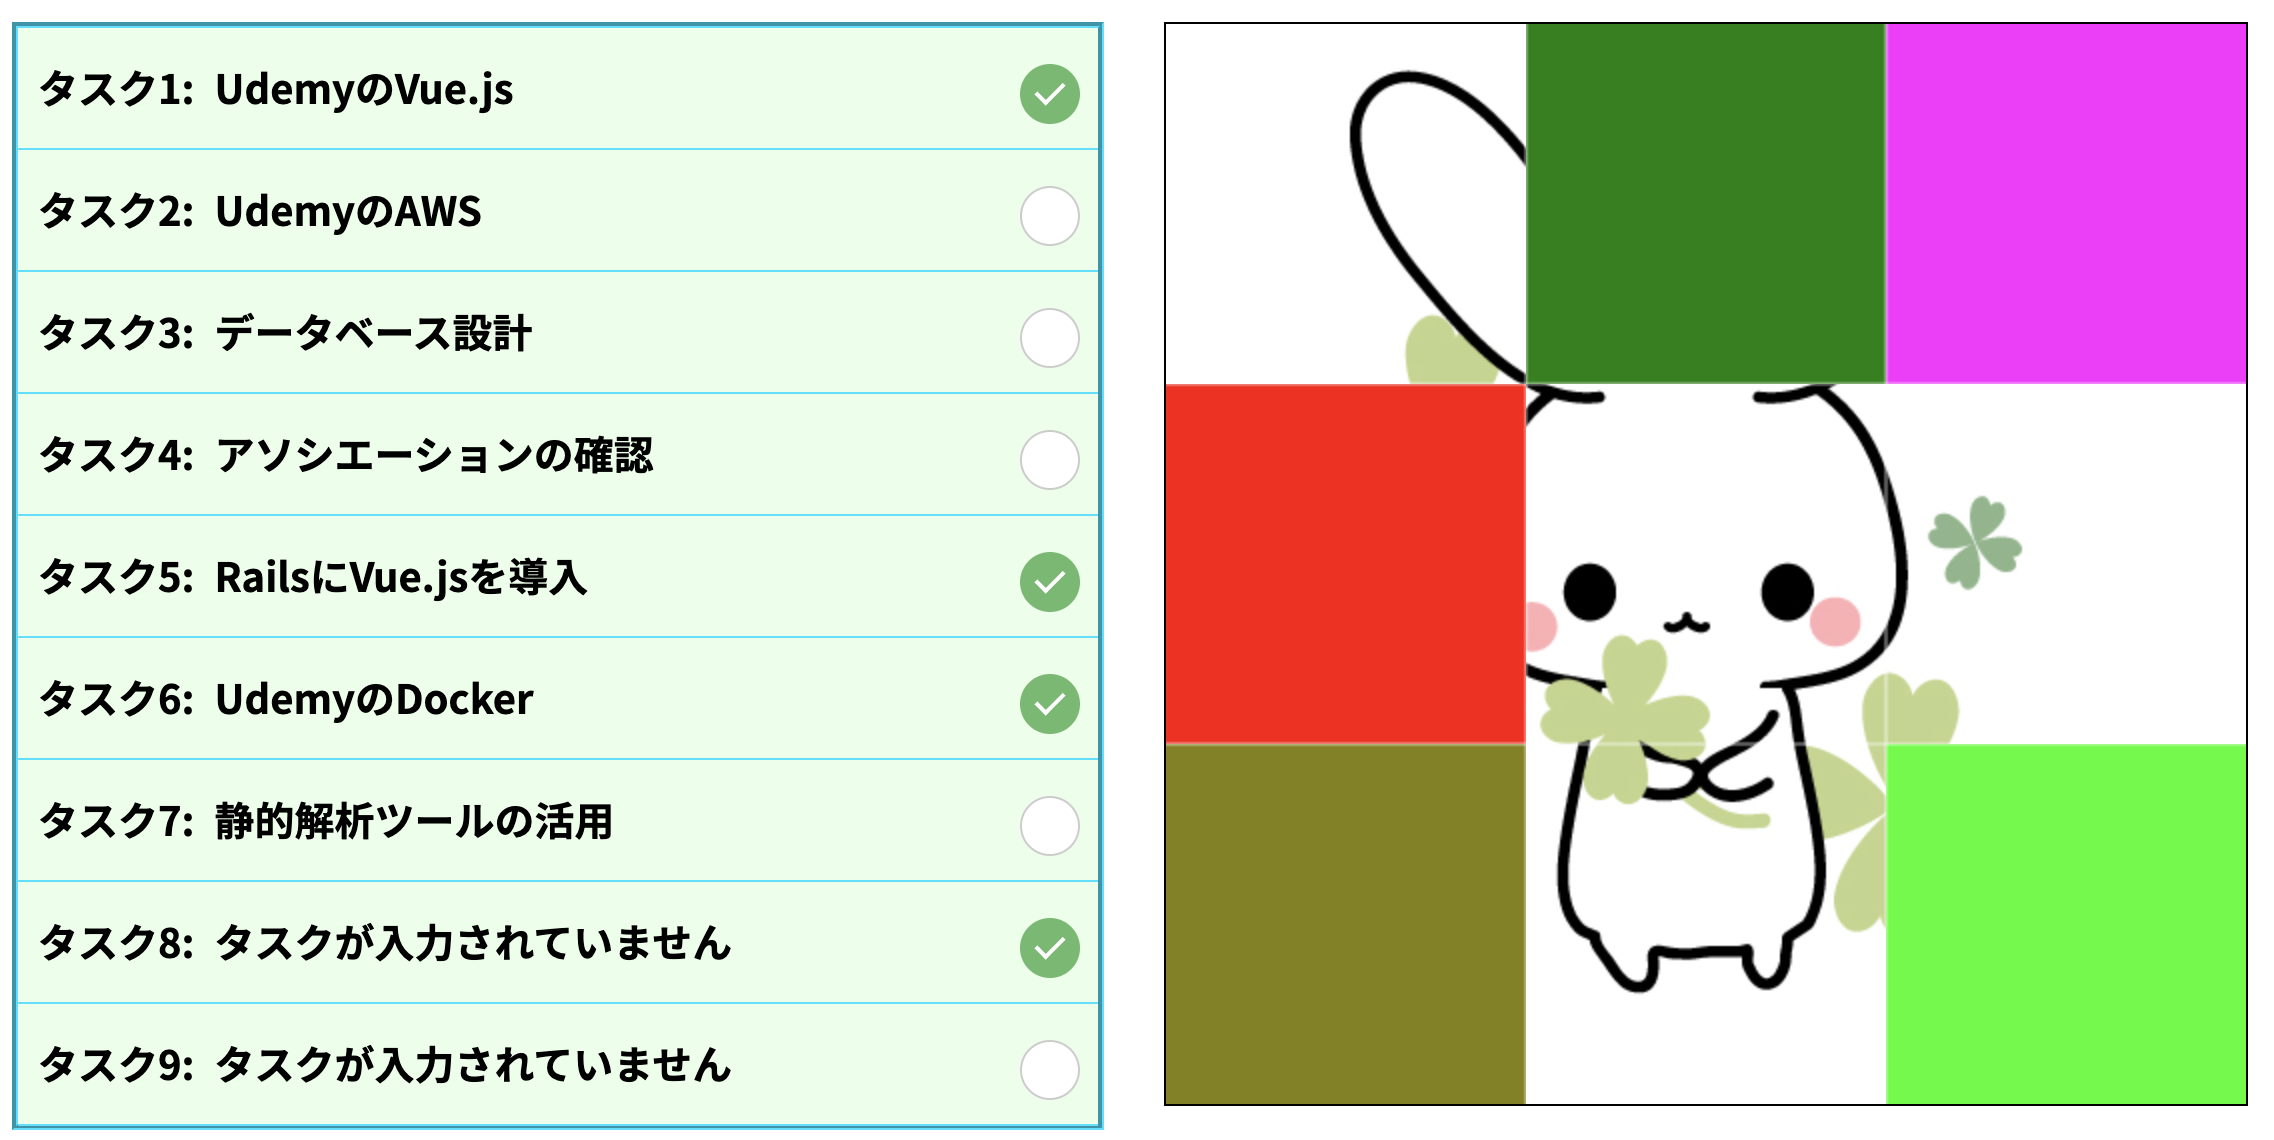 タスク1: UdemyのVue.js
タスク2: UdemyのAWS
タスク3: データベース設計
タスク4: アソシエーションの確認
タスク5: RailsにVue.jsを導入
タスク6: UdemyのDocker
タスク7: 静的解析ツールの活用
タスク8: タスクが入力されていません
タスク9: タスクが入力されていません